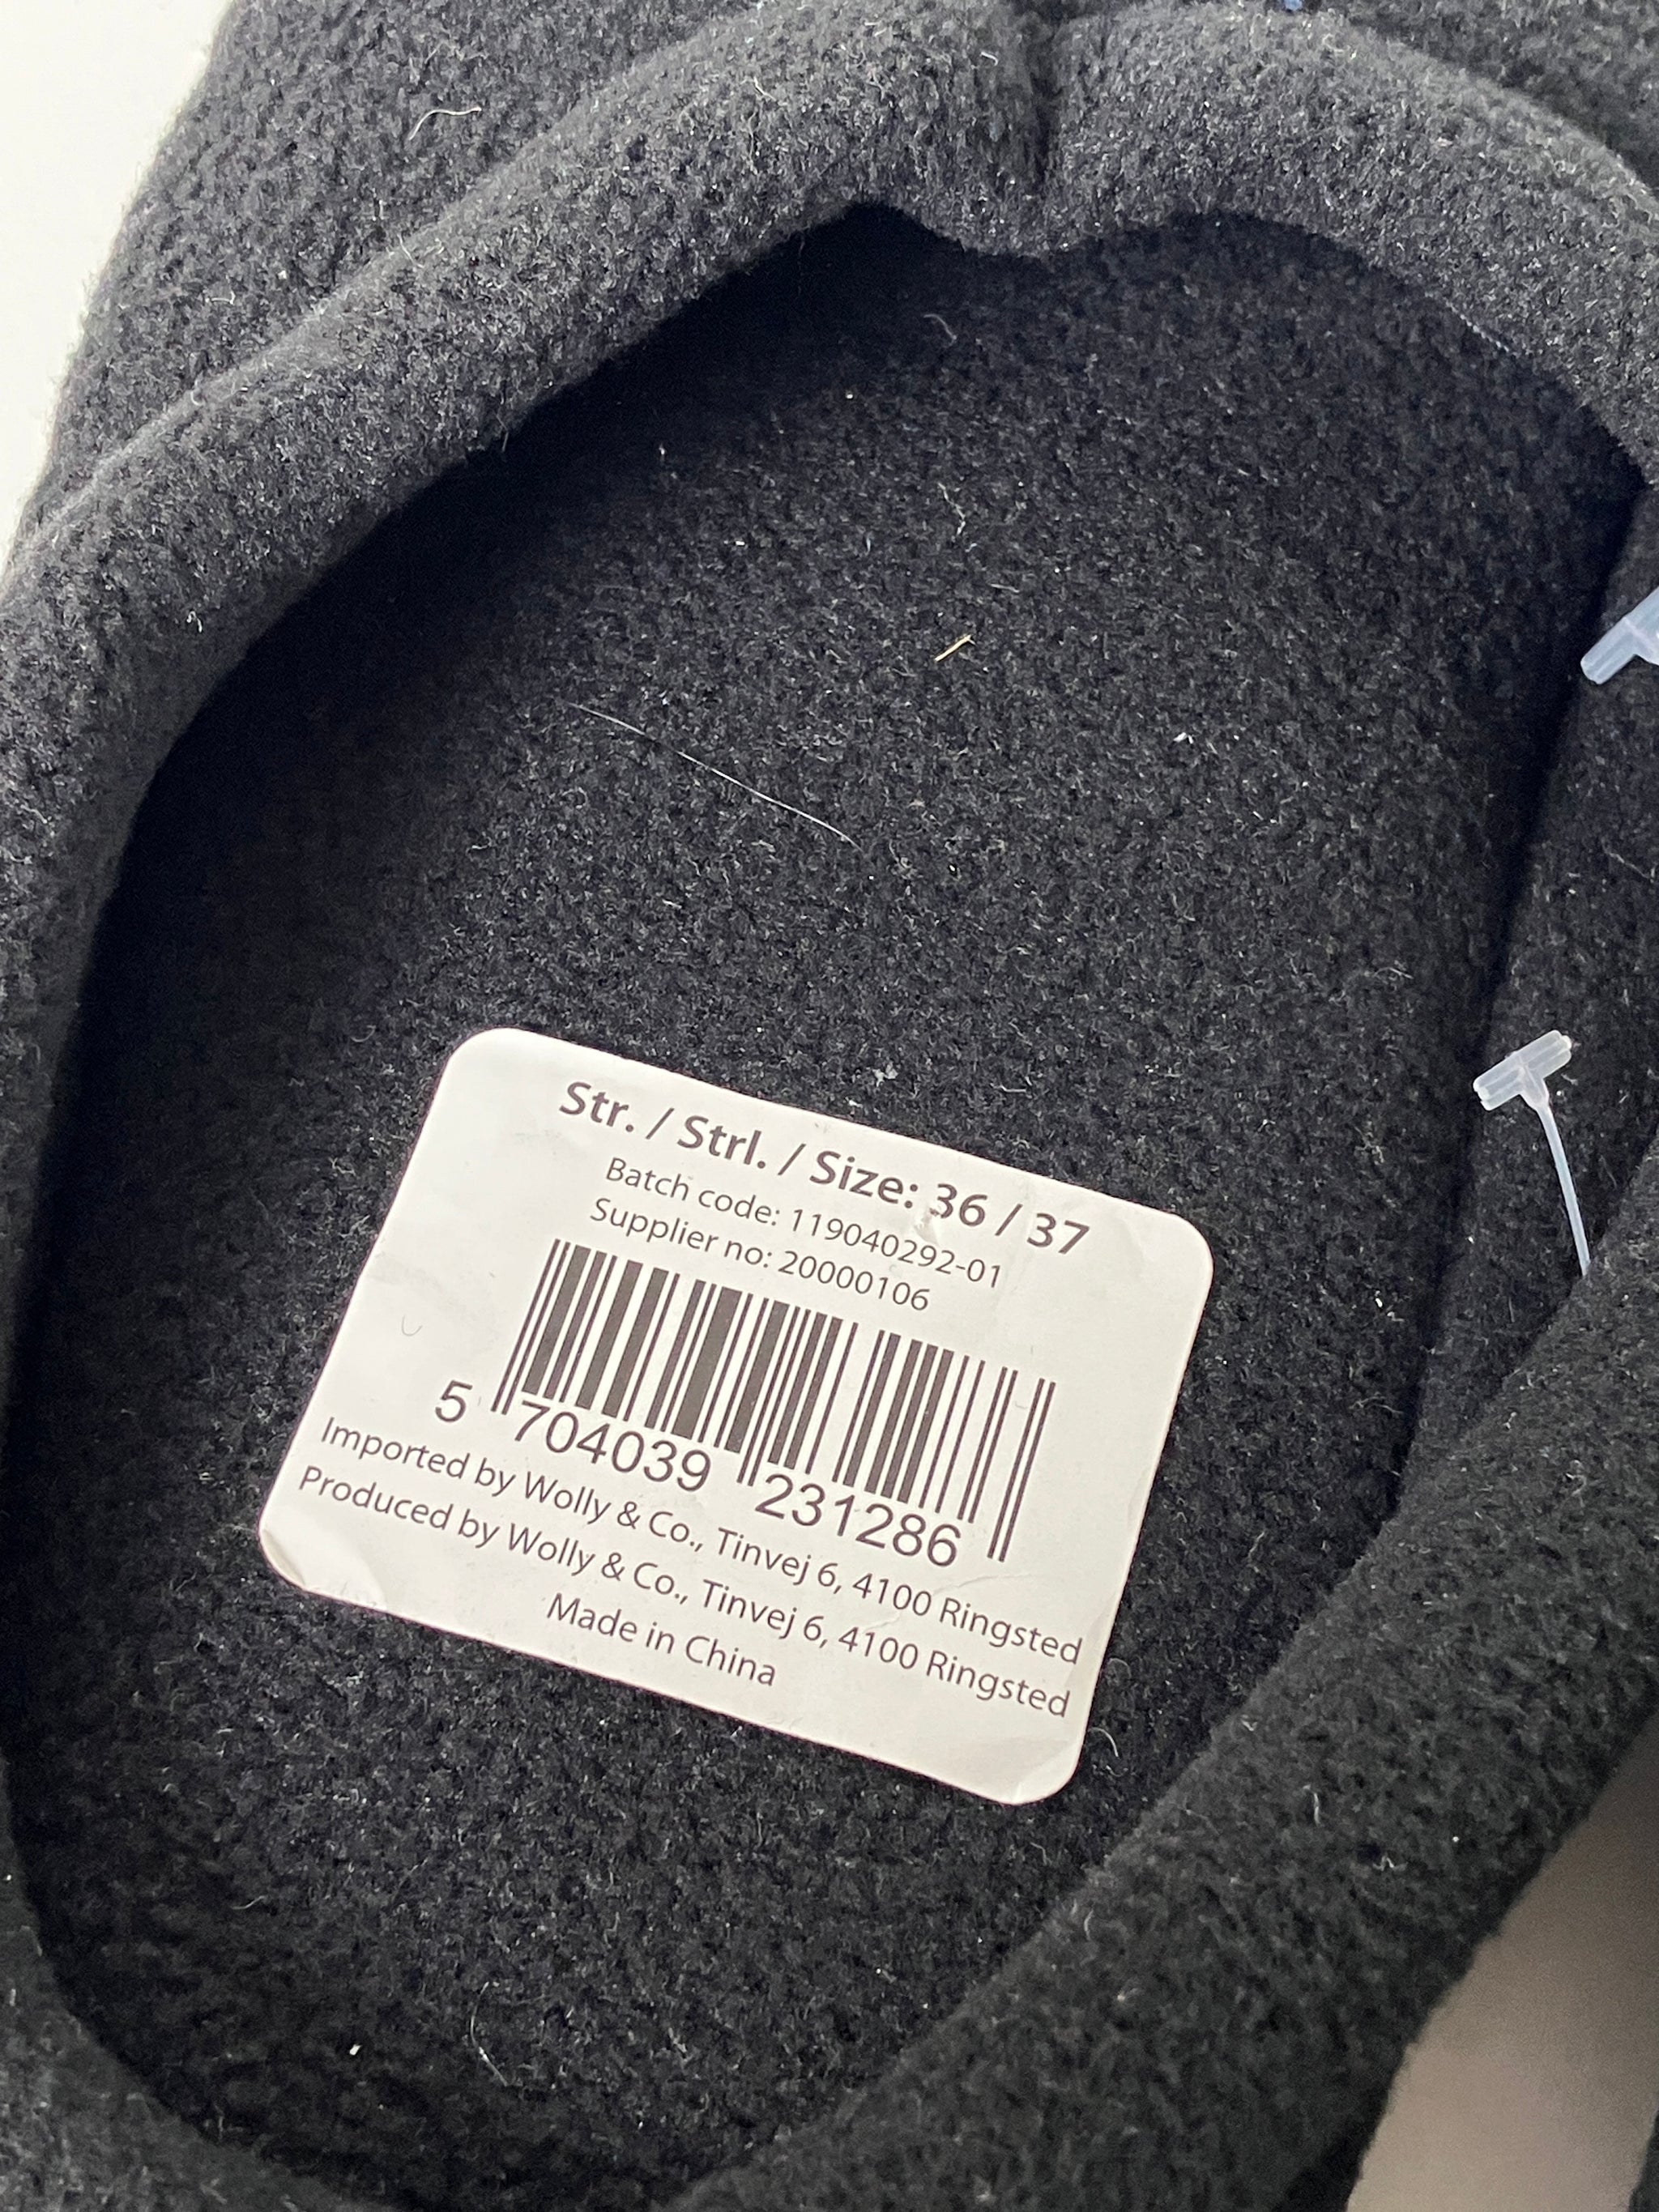 Str. / Strl. / Size: 36 / 37
Batch code: 119040292-01
Supplier no: 20000106
5 704039 231286
Imported by Wolly & Co., Tinvej 6, 4100 Ringsted
Produced by Wolly & Co., Tinvej 6, 4100 Ringsted
Made in China